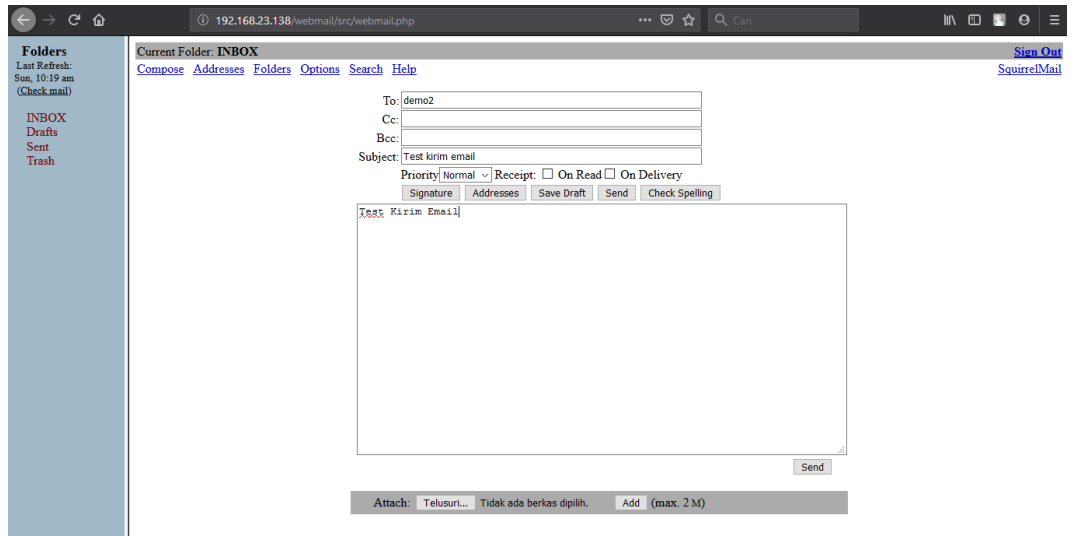 192.168.23.138/webmail/src/webmail.php
Cari
Folders
Last Refresh:
Sun, 10:19 am
(Check mail)
INBOX
Drafts
Sent
Trash
Current Folder: INBOX
Sign Out
Compose Addresses Folders Options Search Help
SquirrelMail
To: demo2
Cc:
Bcc:
Subject: Test kirim email
Priority Normal Receipt: On Read On Delivery
Signature Addresses Save Draft Send Check Spelling
Test Kirim Email
Send
Attach: Telusuri... Tidak ada berkas dipilih. Add (max. 2 M)